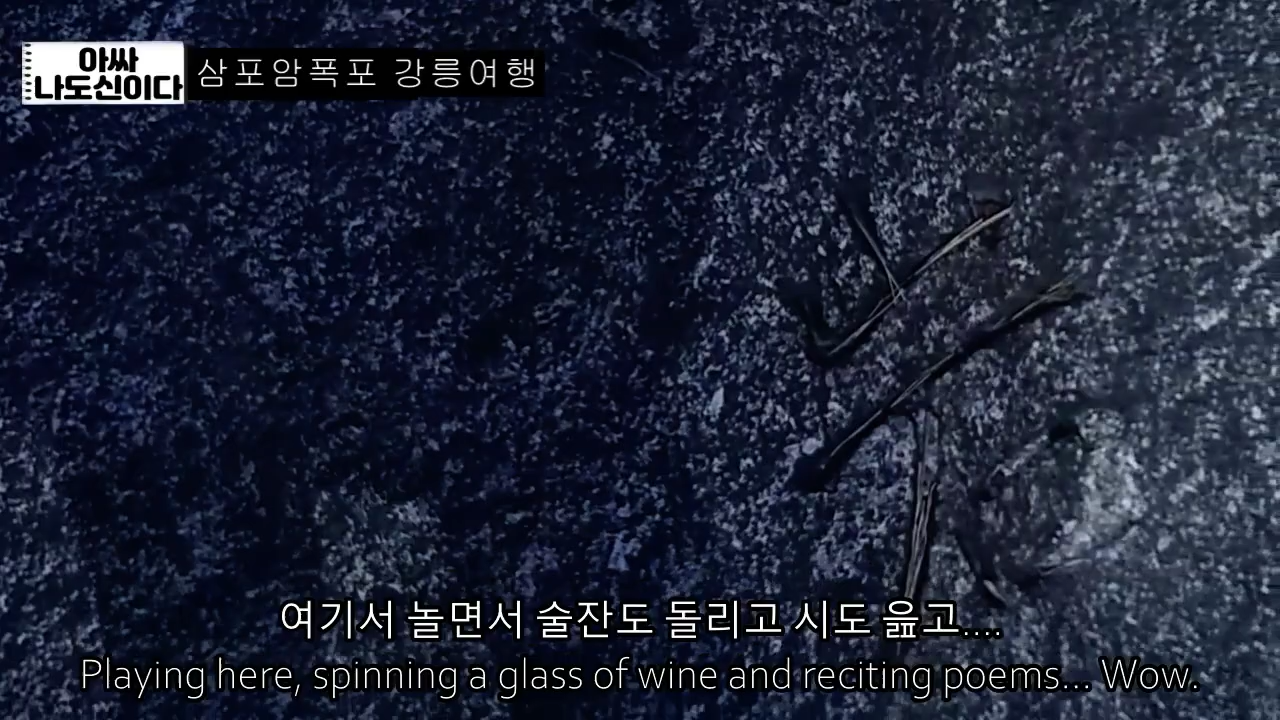 아싸
나도신이다
삼포암폭포 강릉여행
여기서 놀면서 술잔도 돌리고 시도 읊고....
Playing here, spinning a glass of wine and reciting poems... Wow.